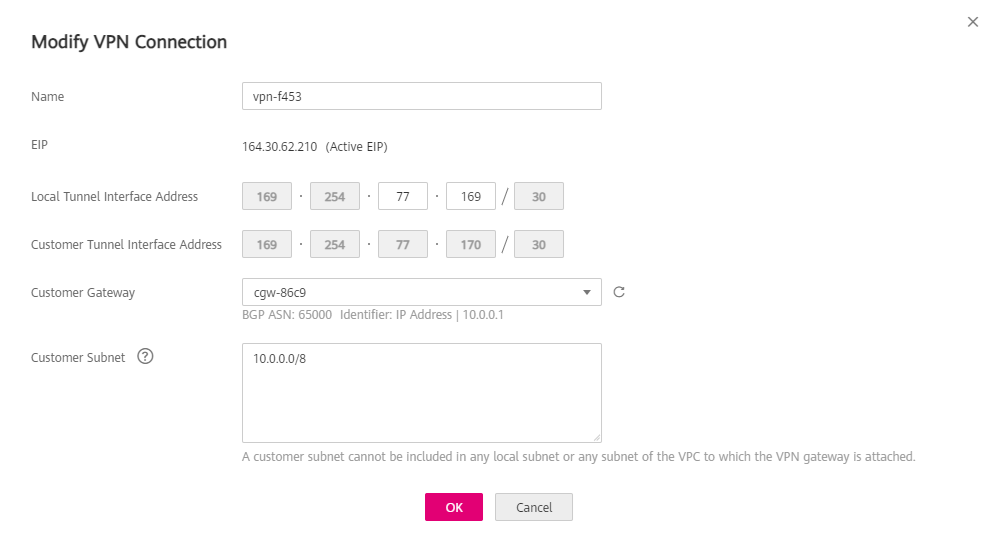 Modify VPN Connection
Name vpn-f453
EIP 164.30.62.210 (Active EIP)
Local Tunnel Interface Address 169 . 254 . 77 . 169 / 30
Customer Tunnel Interface Address 169 . 254 . 77 . 170 / 30
Customer Gateway cgw-86c9
BGP ASN: 65000 Identifier: IP Address | 10.0.0.1
Customer Subnet ? 10.0.0.0/8
A customer subnet cannot be included in any local subnet or any subnet of the VPC to which the VPN gateway is attached.
OK Cancel